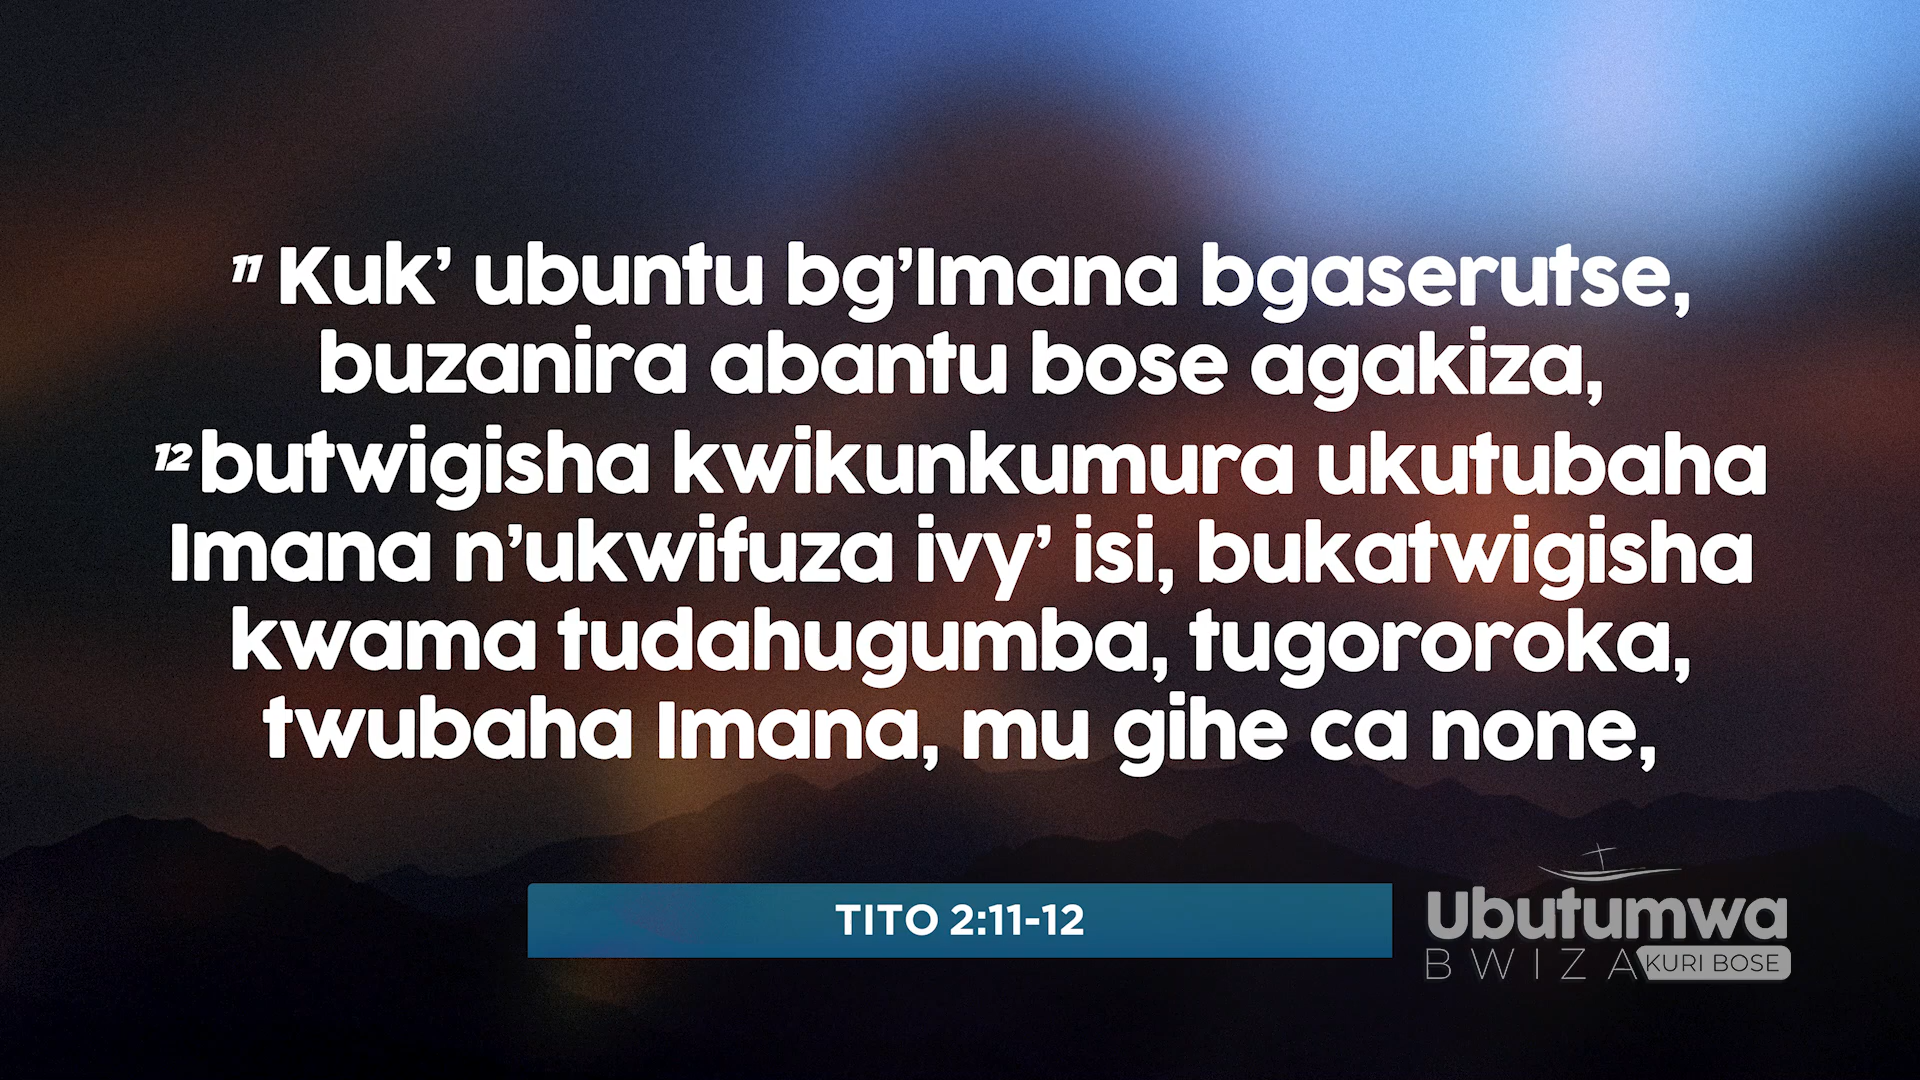 11 Kuk’ ubuntu bg’Imana bgaserutse,
buzanira abantu bose agakiza,
12 butwigisha kwikunkumura ukutubaha
Imana n’ukwifuza ivy’ isi, bukatwigisha
kwama tudahugumba, tugororoka,
twubaha Imana, mu gihe ca none,
TITO 2:11-12
Ubutumwa
BWIZA KURI BOSE